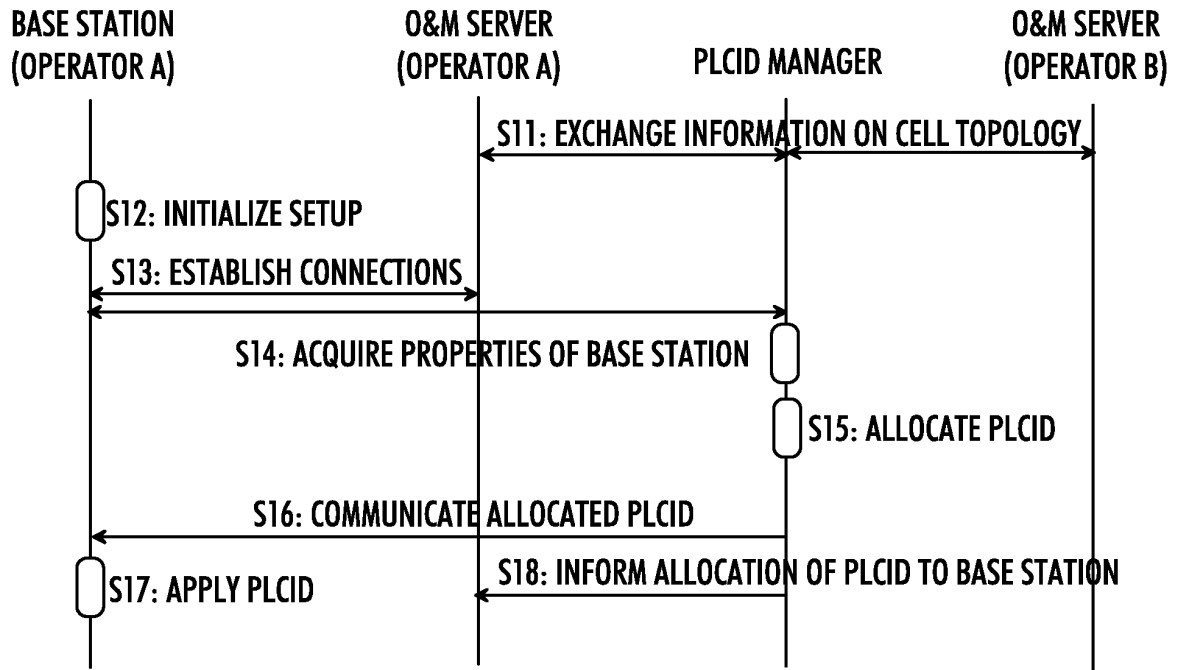 BASE STATION
(OPERATOR A)
O&M SERVER
(OPERATOR A)
PLCID MANAGER
O&M SERVER
(OPERATOR B)
S11: EXCHANGE INFORMATION ON CELL TOPOLOGY
S12: INITIALIZE SETUP
S13: ESTABLISH CONNECTIONS
S14: ACQUIRE PROPERTIES OF BASE STATION
S15: ALLOCATE PLCID
S16: COMMUNICATE ALLOCATED PLCID
S18: INFORM ALLOCATION OF PLCID TO BASE STATION
S17: APPLY PLCID